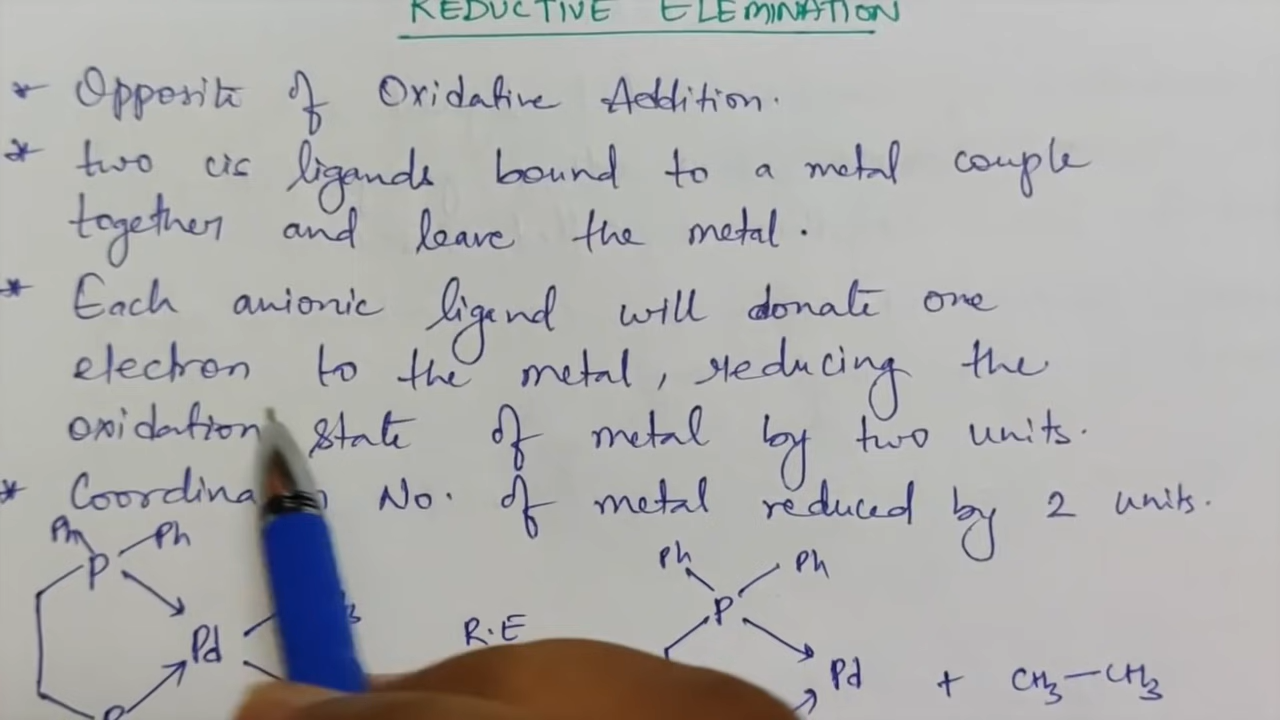 REDUCTIVE ELEMINATION
* Opposite of Oxidative Addition.
* two cis ligands bound to a metal couple
together and leave the metal.
* Each anionic ligand will donate one
electron to the metal, reducing the
oxidation state of metal by two units.
* No. of metal reduced by 2 units.
Ph Ph
P
Pd
P
R.E
Ph Ph
P
Pd + CH3—CH3